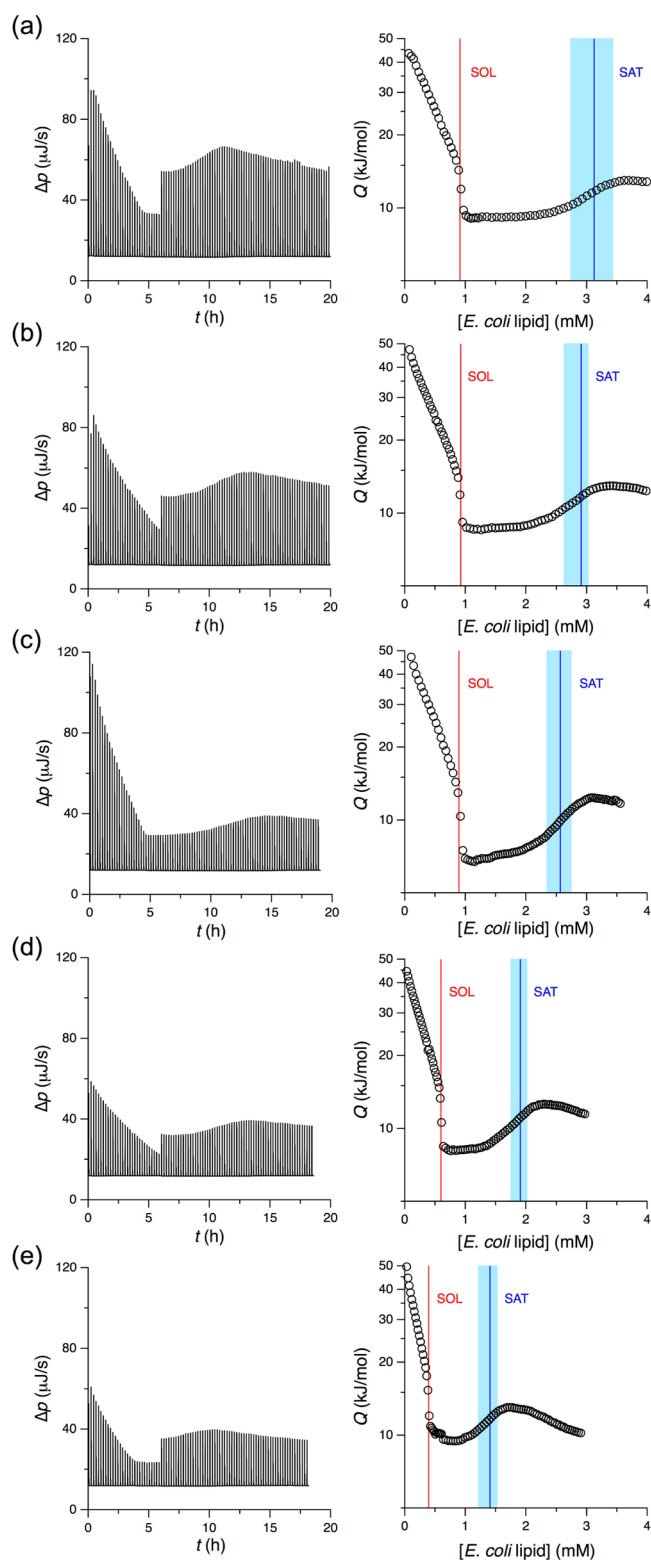 (a)
120
80
40
0
Δp (μJ/s)
0 5 10 15 20
t (h)
50
40
30
20
10
Q (kJ/mol)
SOL
SAT
0 1 2 3 4
[E. coli lipid] (mM)
(b)
120
80
40
0
Δp (μJ/s)
0 5 10 15 20
t (h)
50
40
30
20
10
Q (kJ/mol)
SOL
SAT
0 1 2 3 4
[E. coli lipid] (mM)
(c)
120
80
40
0
Δp (μJ/s)
0 5 10 15 20
t (h)
50
40
30
20
10
Q (kJ/mol)
SOL
SAT
0 1 2 3 4
[E. coli lipid] (mM)
(d)
120
80
40
0
Δp (μJ/s)
0 5 10 15 20
t (h)
50
40
30
20
10
Q (kJ/mol)
SOL
SAT
0 1 2 3 4
[E. coli lipid] (mM)
(e)
120
80
40
0
Δp (μJ/s)
0 5 10 15 20
t (h)
50
40
30
20
10
Q (kJ/mol)
SOL
SAT
0 1 2 3 4
[E. coli lipid] (mM)